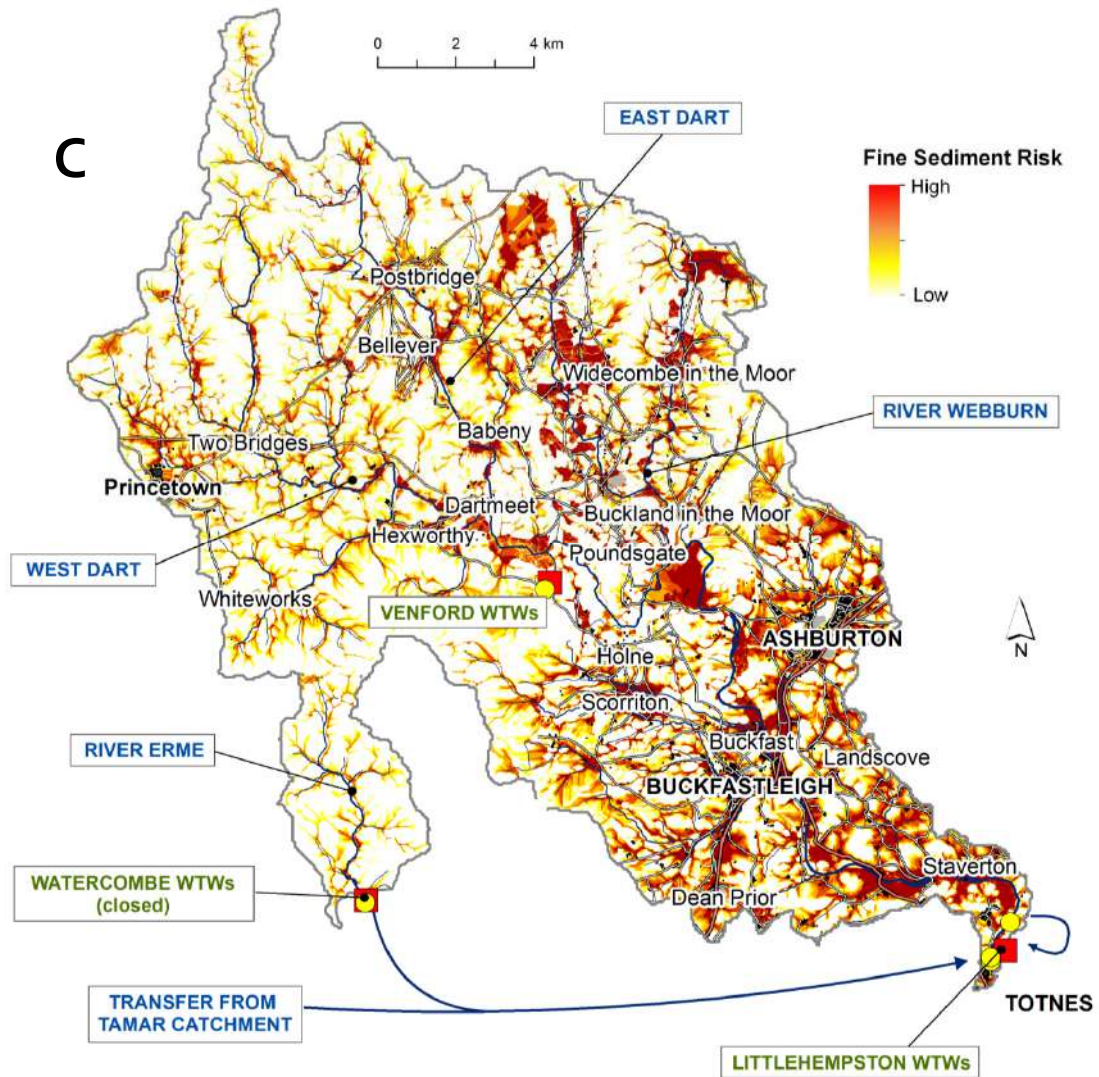 0 2 4 km
EAST DART
C
Fine Sediment Risk
High
Low
Postbridge
Bellever
Widecombe in the Moor
RIVER WEBBURN
Babeny
Two Bridges
Princetown
Dartmeet
Buckland in the Moor
Hexworthy
Poundsgate
WEST DART
Whiteworks
VENFORD WTWs
ASHBURTON
N
Holne
Scorriton
RIVER ERME
Buckfast
Landscove
BUCKFASTLEIGH
Staverton
WATERCOMBE WTWs
(closed)
Dean Prior
TRANSFER FROM
TAMAR CATCHMENT
TOTNES
LITTLEHEMPSTON WTWs